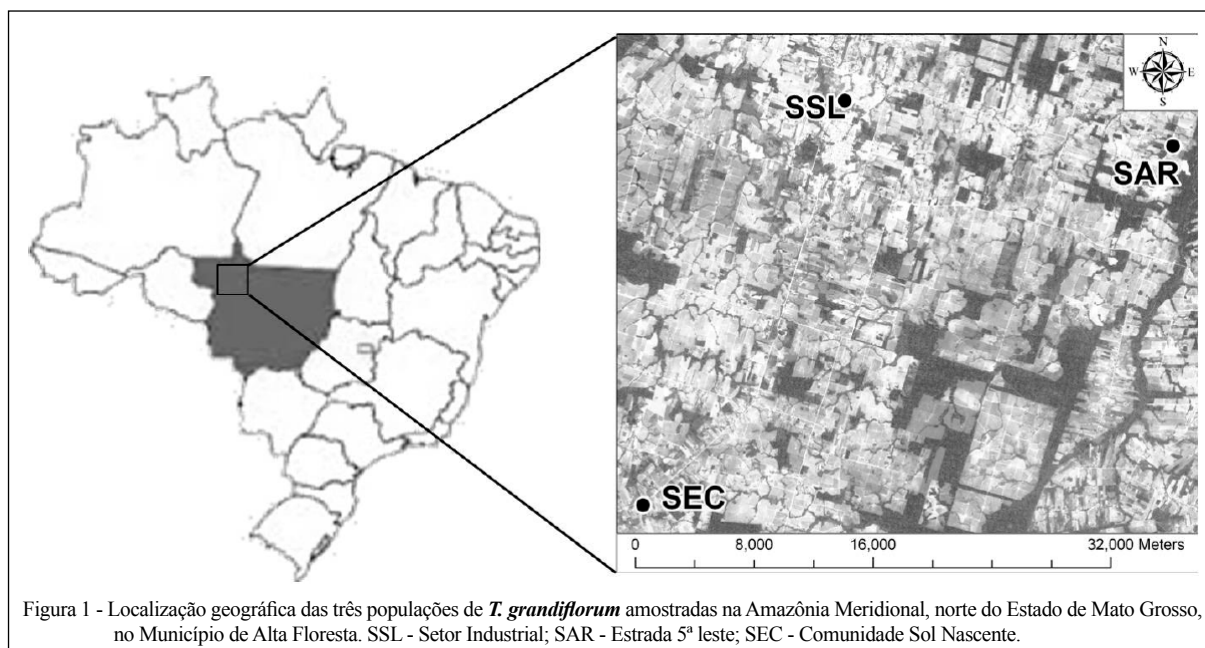 N
W E
S
SSL
SAR
SEC
0 8,000 16,000 32,000 Meters
Figura 1 - Localização geográfica das três populações de T. grandiflorum amostradas na Amazônia Meridional, norte do Estado de Mato Grosso,
no Município de Alta Floresta. SSL - Setor Industrial; SAR - Estrada 5ª leste; SEC - Comunidade Sol Nascente.